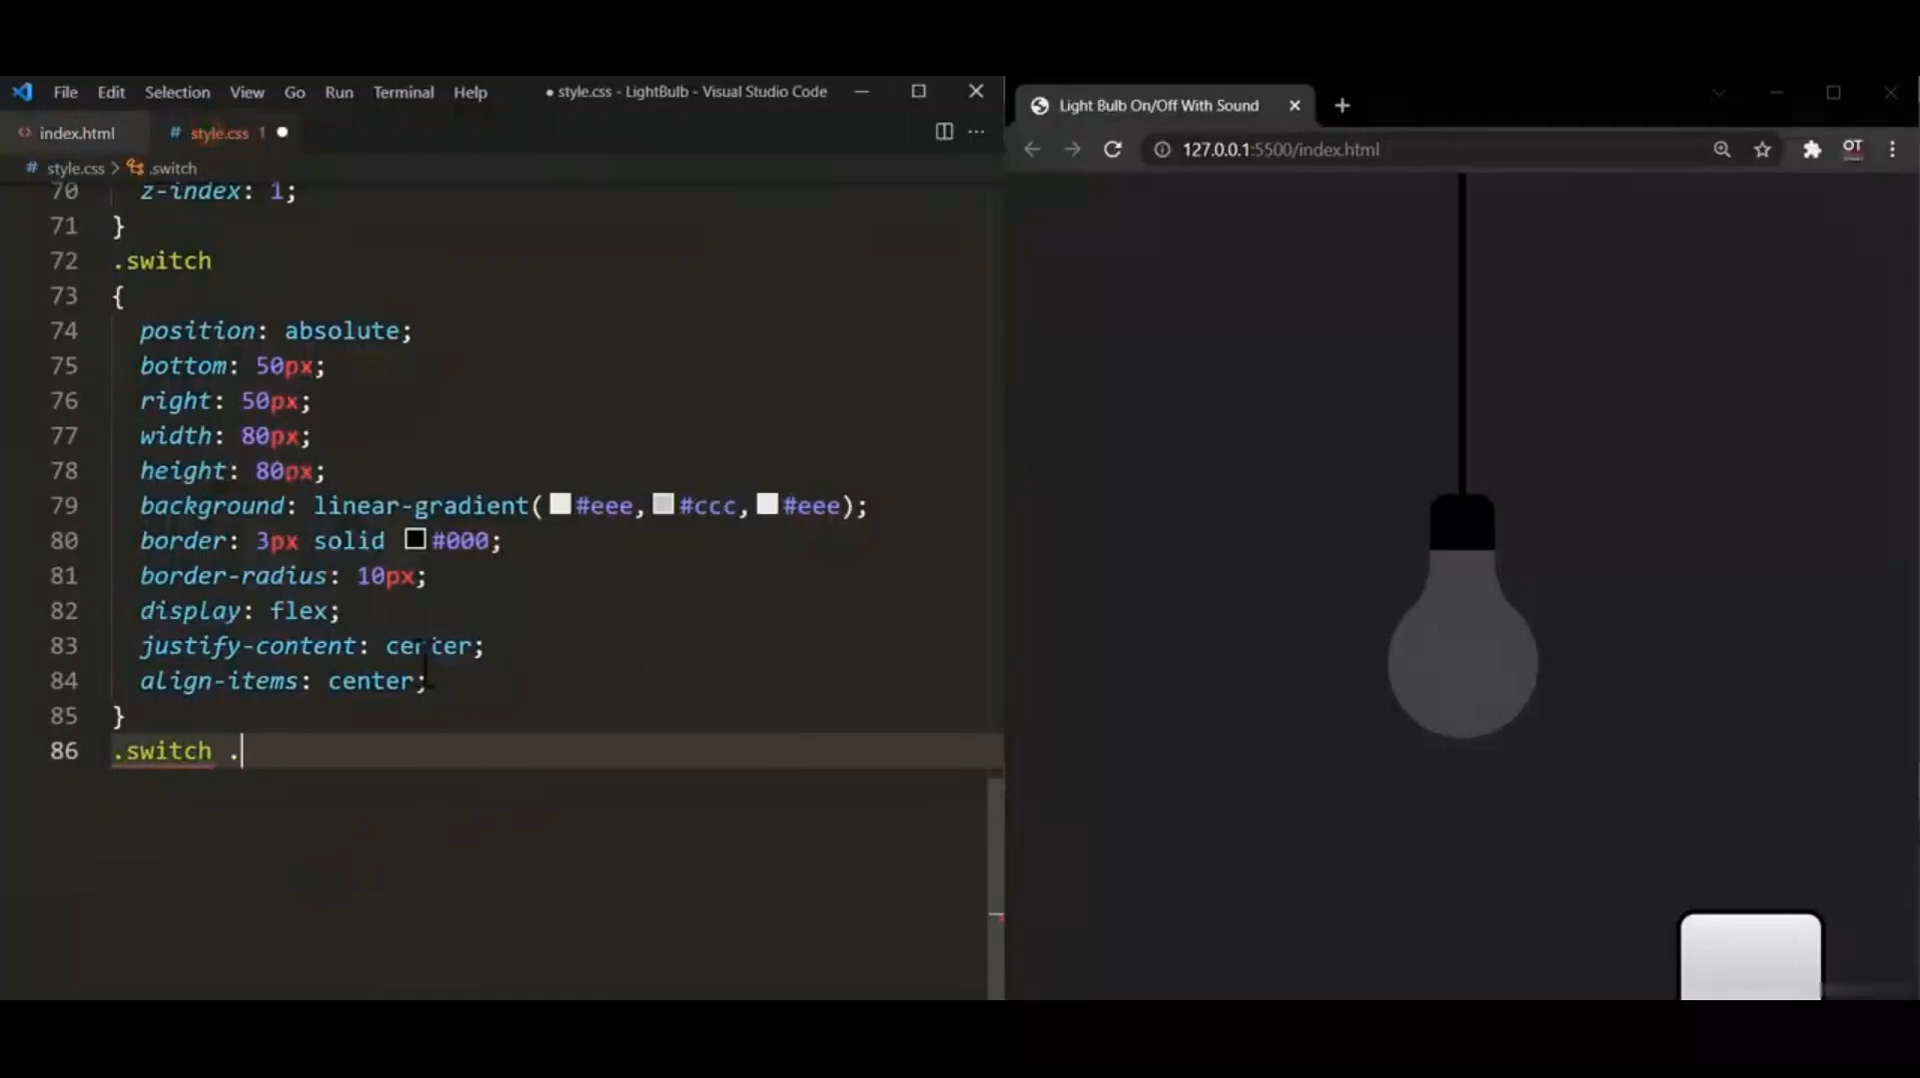 File Edit Selection View Go Run Terminal Help ● style.css - LightBulb - Visual Studio Code
index.html # style.css 1
# style.css > .switch
70 z-index: 1;
71 }
72 .switch
73 {
74 position: absolute;
75 bottom: 50px;
76 right: 50px;
77 width: 80px;
78 height: 80px;
79 background: linear-gradient(#eee,#ccc,#eee);
80 border: 3px solid #000;
81 border-radius: 10px;
82 display: flex;
83 justify-content: center;
84 align-items: center;
85 }
86 .switch .
Light Bulb On/Off With Sound
127.0.0.1:5500/index.html
OT